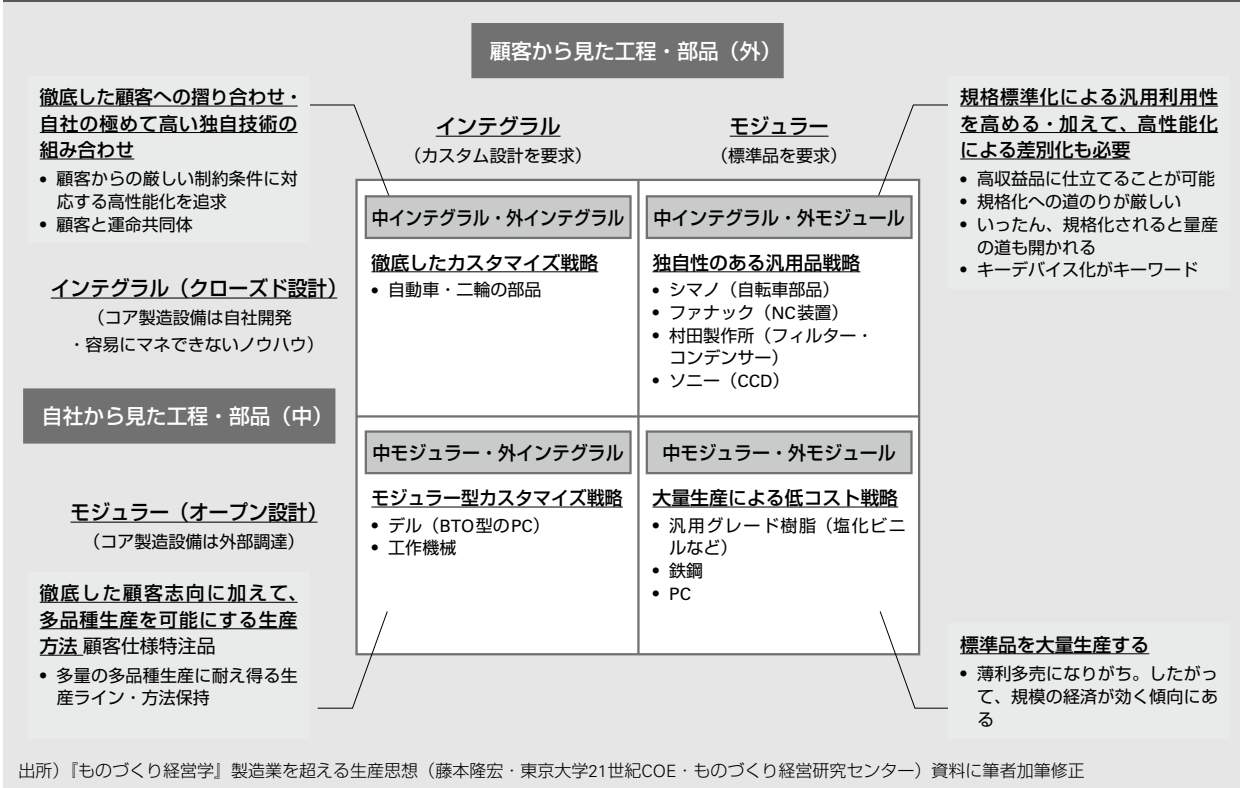 顧客から見た工程・部品（外）
徹底した顧客への摺り合わせ・
自社の極めて高い独自技術の
組み合わせ
• 顧客からの厳しい制約条件に対
応する高性能化を追求
• 顧客と運命共同体
インテグラル
（カスタム設計を要求）
モジュラー
（標準品を要求）
規格標準化による汎用利用性
を高める・加えて、高性能化
による差別化も必要
• 高収益品に仕立てることが可能
• 規格化への道のりが厳しい
• いったん、規格化されると量産
の道も開かれる
• キーデバイス化がキーワード
インテグラル（クローズド設計）
（コア製造設備は自社開発
・容易にマネできないノウハウ）
中インテグラル・外インテグラル
徹底したカスタマイズ戦略
• 自動車・二輪の部品
中インテグラル・外モジュール
独自性のある汎用品戦略
• シマノ（自転車部品）
• ファナック（NC装置）
• 村田製作所（フィルター・
コンデンサー）
• ソニー（CCD）
自社から見た工程・部品（中）
モジュラー（オープン設計）
（コア製造設備は外部調達）
中モジュラー・外インテグラル
モジュラー型カスタマイズ戦略
• デル（BTO型のPC）
• 工作機械
中モジュラー・外モジュール
大量生産による低コスト戦略
• 汎用グレード樹脂（塩化ビニ
ルなど）
• 鉄鋼
• PC
徹底した顧客志向に加えて、
多品種生産を可能にする生産
方法 顧客仕様特注品
• 多量の多品種生産に耐え得る生
産ライン・方法保持
標準品を大量生産する
• 薄利多売になりがち。したがっ
て、規模の経済が効く傾向にあ
る
出所）『ものづくり経営学』製造業を超える生産思想（藤本隆宏・東京大学21世紀COE・ものづくり経営研究センター）資料に筆者加筆修正